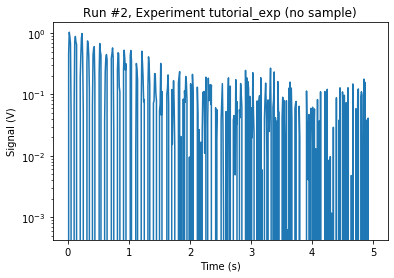 Run #2, Experiment tutorial_exp (no sample)
10⁰
10⁻¹
10⁻²
10⁻³
Signal (V)
0 1 2 3 4 5
Time (s)